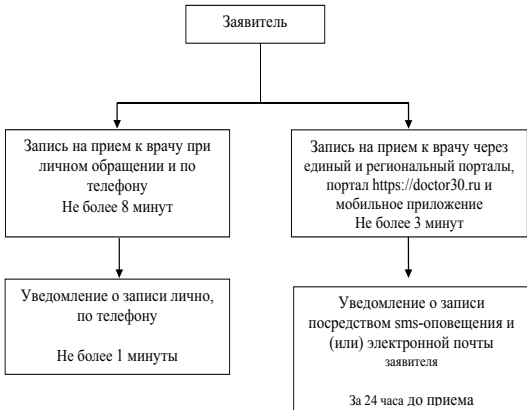 Заявитель
Запись на прием к врачу при
личном обращении и по
телефону
Не более 8 минут
Запись на прием к врачу через
единый и региональный порталы,
портал https://doctor30.ru и
мобильное приложение
Не более 3 минут
Уведомление о записи лично,
по телефону
Не более 1 минуты
Уведомление о записи
посредством sms-оповещения и
(или) электронной почты
заявителя
За 24 часа до приема